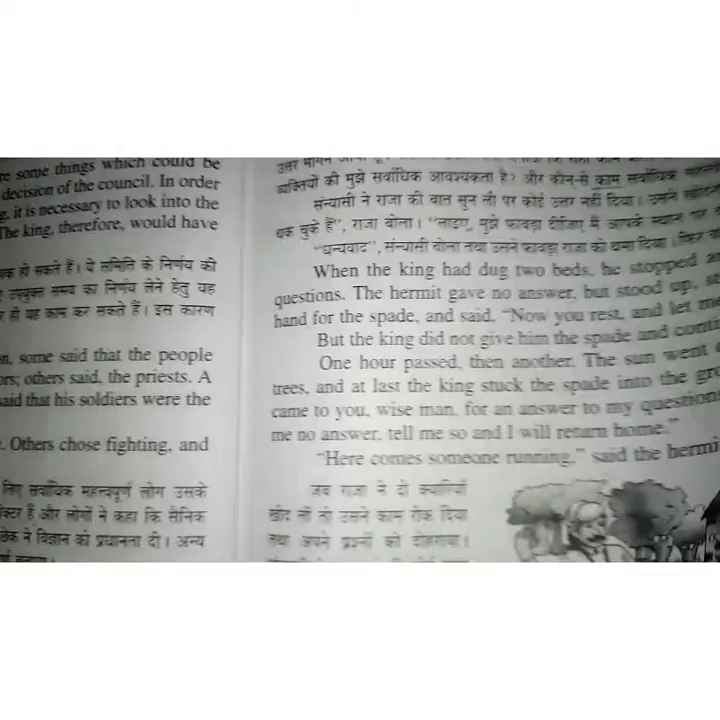 re some things which could be
decision of the council. In order
g, it is necessary to look into the
The king, therefore, would have
एक हो सकते हैं। ये समिति के निर्णय की
उपयुक्त समय का निर्णय लेने हेतु यह
र ही यह काम कर सकते हैं। इस कारण
n, some said that the people
ors; others said, the priests. A
said that his soldiers were the
. Others chose fighting, and
लिए सर्वाधिक महत्त्वपूर्ण लोग उसके
क्टर हैं और लोगों ने कहा कि सैनिक
ने विज्ञान को प्रधानता दी। अन्य
उत्तर माँगने
व्यक्तियों की मुझे सर्वाधिक आवश्यकता है? और कौन-से काम सर्वाधिक
संन्यासी ने राजा की बात सुन ली पर कोई उत्तर नहीं दिया। उसने
थक चुके हैं", राजा बोला। "लाइए, मुझे फावड़ा दीजिए मैं आपके स्थान पर
"धन्यवाद", संन्यासी बोला तथा उसने फावड़ा राजा को थमा दिया। फिर
When the king had dug two beds, he stopped
questions. The hermit gave no answer, but stood up,
hand for the spade, and said, "Now you rest, and let me
But the king did not give him the spade and conti
One hour passed, then another. The sun went
trees, and at last the king stuck the spade into the gro
came to you, wise man, for an answer to my question
me no answer, tell me so and I will return home."
"Here comes someone running," said the hermi
जब राजा ने दो क्यारियाँ
खोद लीं तो उसने काम रोक दिया
तथा अपने प्रश्नों को दोहराया।